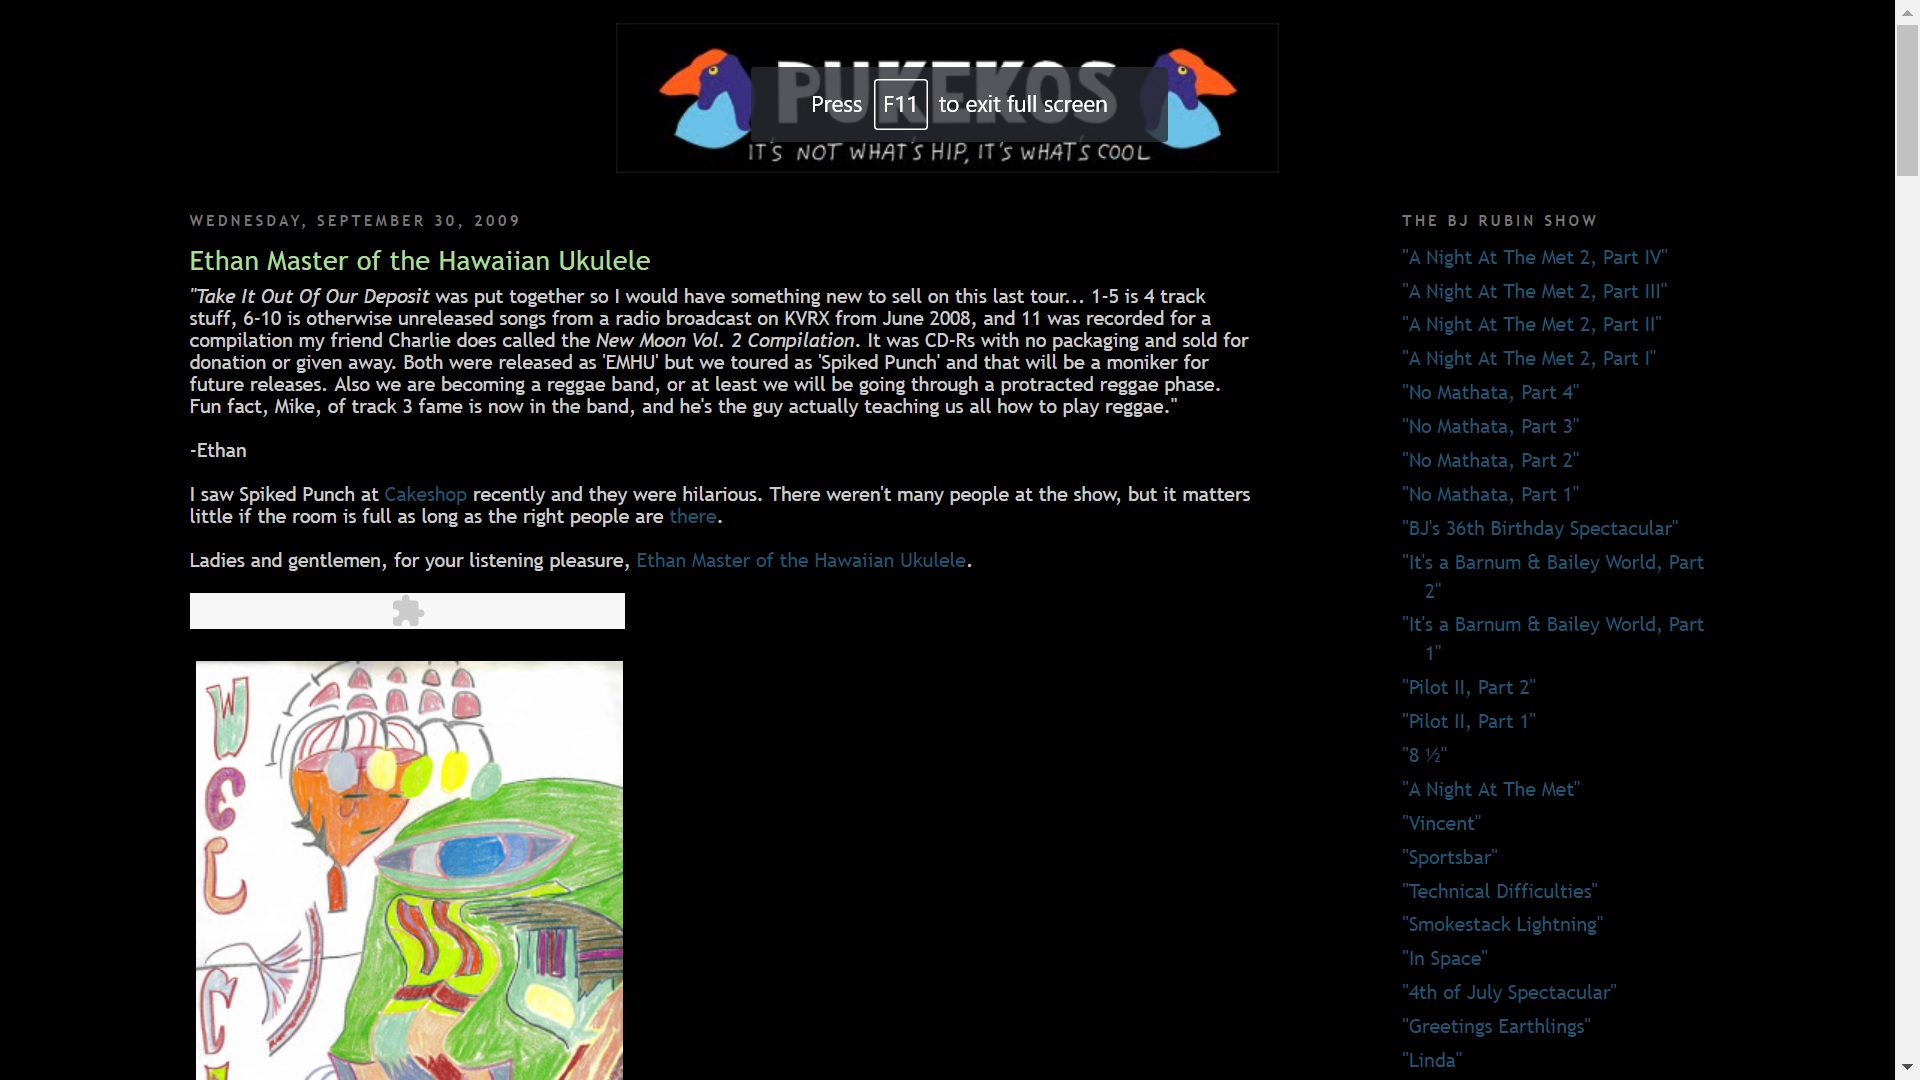 PUKEKOS
Press F11 to exit full screen
IT'S NOT WHAT'S HIP, IT'S WHAT'S COOL
WEDNESDAY, SEPTEMBER 30, 2009
Ethan Master of the Hawaiian Ukulele
"Take It Out Of Our Deposit was put together so I would have something new to sell on this last tour... 1-5 is 4 track
stuff, 6-10 is otherwise unreleased songs from a radio broadcast on KVRX from June 2008, and 11 was recorded for a
compilation my friend Charlie does called the New Moon Vol. 2 Compilation. It was CD-Rs with no packaging and sold for
donation or given away. Both were released as 'EMHU' but we toured as 'Spiked Punch' and that will be a moniker for
future releases. Also we are becoming a reggae band, or at least we will be going through a protracted reggae phase.
Fun fact, Mike, of track 3 fame is now in the band, and he's the guy actually teaching us all how to play reggae."
-Ethan
I saw Spiked Punch at Cakeshop recently and they were hilarious. There weren't many people at the show, but it matters
little if the room is full as long as the right people are there.
Ladies and gentlemen, for your listening pleasure, Ethan Master of the Hawaiian Ukulele.
W
E
L
C
THE BJ RUBIN SHOW
"A Night At The Met 2, Part IV"
"A Night At The Met 2, Part III"
"A Night At The Met 2, Part II"
"A Night At The Met 2, Part I"
"No Mathata, Part 4"
"No Mathata, Part 3"
"No Mathata, Part 2"
"No Mathata, Part 1"
"BJ's 36th Birthday Spectacular"
"It's a Barnum & Bailey World, Part
2"
"It's a Barnum & Bailey World, Part
1"
"Pilot II, Part 2"
"Pilot II, Part 1"
"8 ½"
"A Night At The Met"
"Vincent"
"Sportsbar"
"Technical Difficulties"
"Smokestack Lightning"
"In Space"
"4th of July Spectacular"
"Greetings Earthlings"
"Linda"